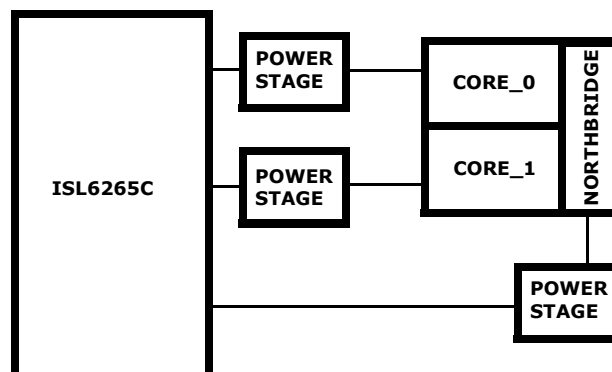 POWER
STAGE
CORE_0
NORTHBRIDGE
ISL6265C
POWER
STAGE
CORE_1
POWER
STAGE